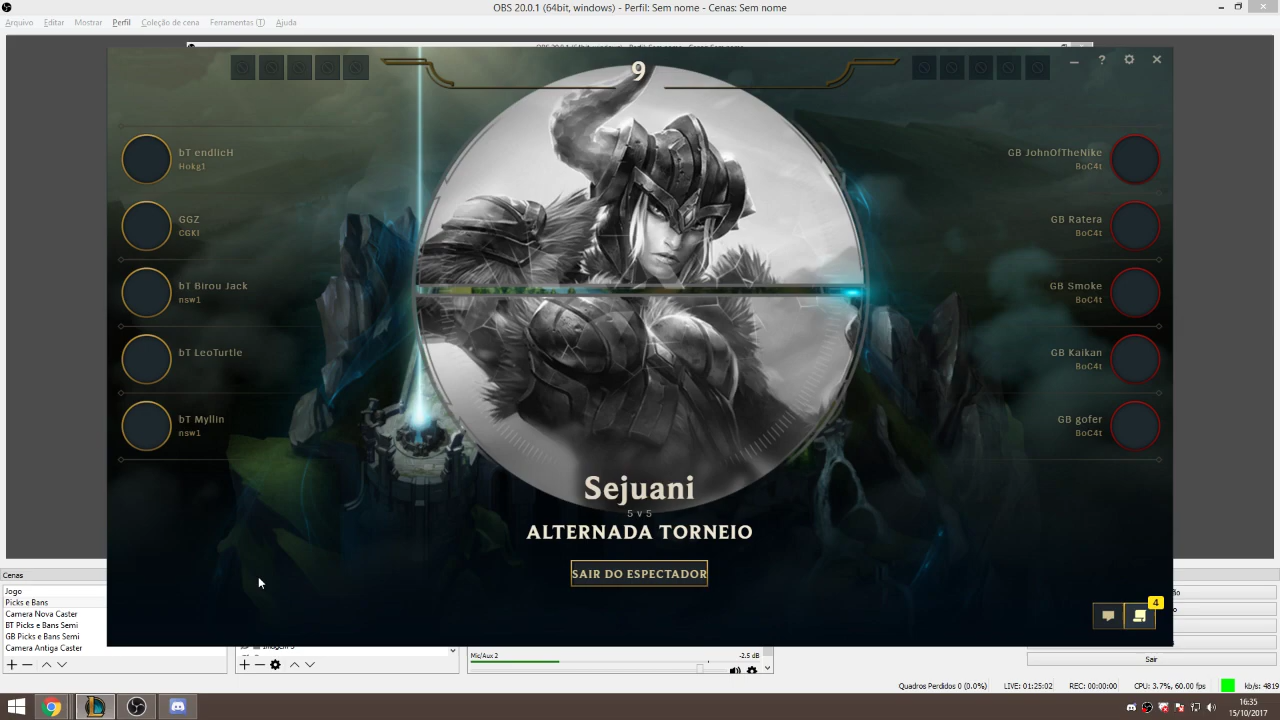 OBS 20.0.1 (64bit, windows) - Perfil: Sem nome - Cenas: Sem nome
Arquivo Editar Mostrar Perfil Coleção de cena Ferramentas (T) Ajuda
9
bT endlicH
Hokg1
GGZ
CGKI
bT Birou Jack
nsw1
bT LeoTurtle
bT Myllin
nsw1
GB JohnOfTheNike
BoC4t
GB Ratera
BoC4t
GB Smoke
BoC4t
GB Kaikan
BoC4t
GB gofer
BoC4t
Sejuani
5 v 5
ALTERNADA TORNEIO
SAIR DO ESPECTADOR
4
Cenas
Jogo
Picks e Bans
Camera Nova Caster
BT Picks e Bans Semi
GB Picks e Bans Semi
Camera Antiga Caster
Mic/Aux 2
-2.5 dB
Sair
Quadros Perdidos 0 (0.0%) LIVE: 01:25:02 REC: 00:00:00 CPU: 3.7%, 60.00 fps kb/s: 4819
16:35
15/10/2017